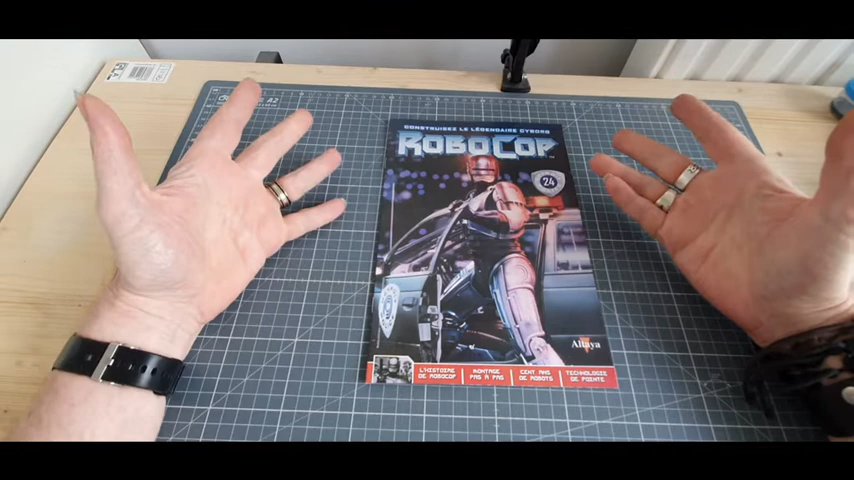 A2
CONSTRUISEZ LE LÉGENDAIRE CYBORG
ROBOCOP
24
Altaya
L'HISTOIRE
DE ROBOCOP
MONTAGE
PAS À PAS
CENT ANS
DE ROBOTS
TECHNOLOGIE
DE POINTE